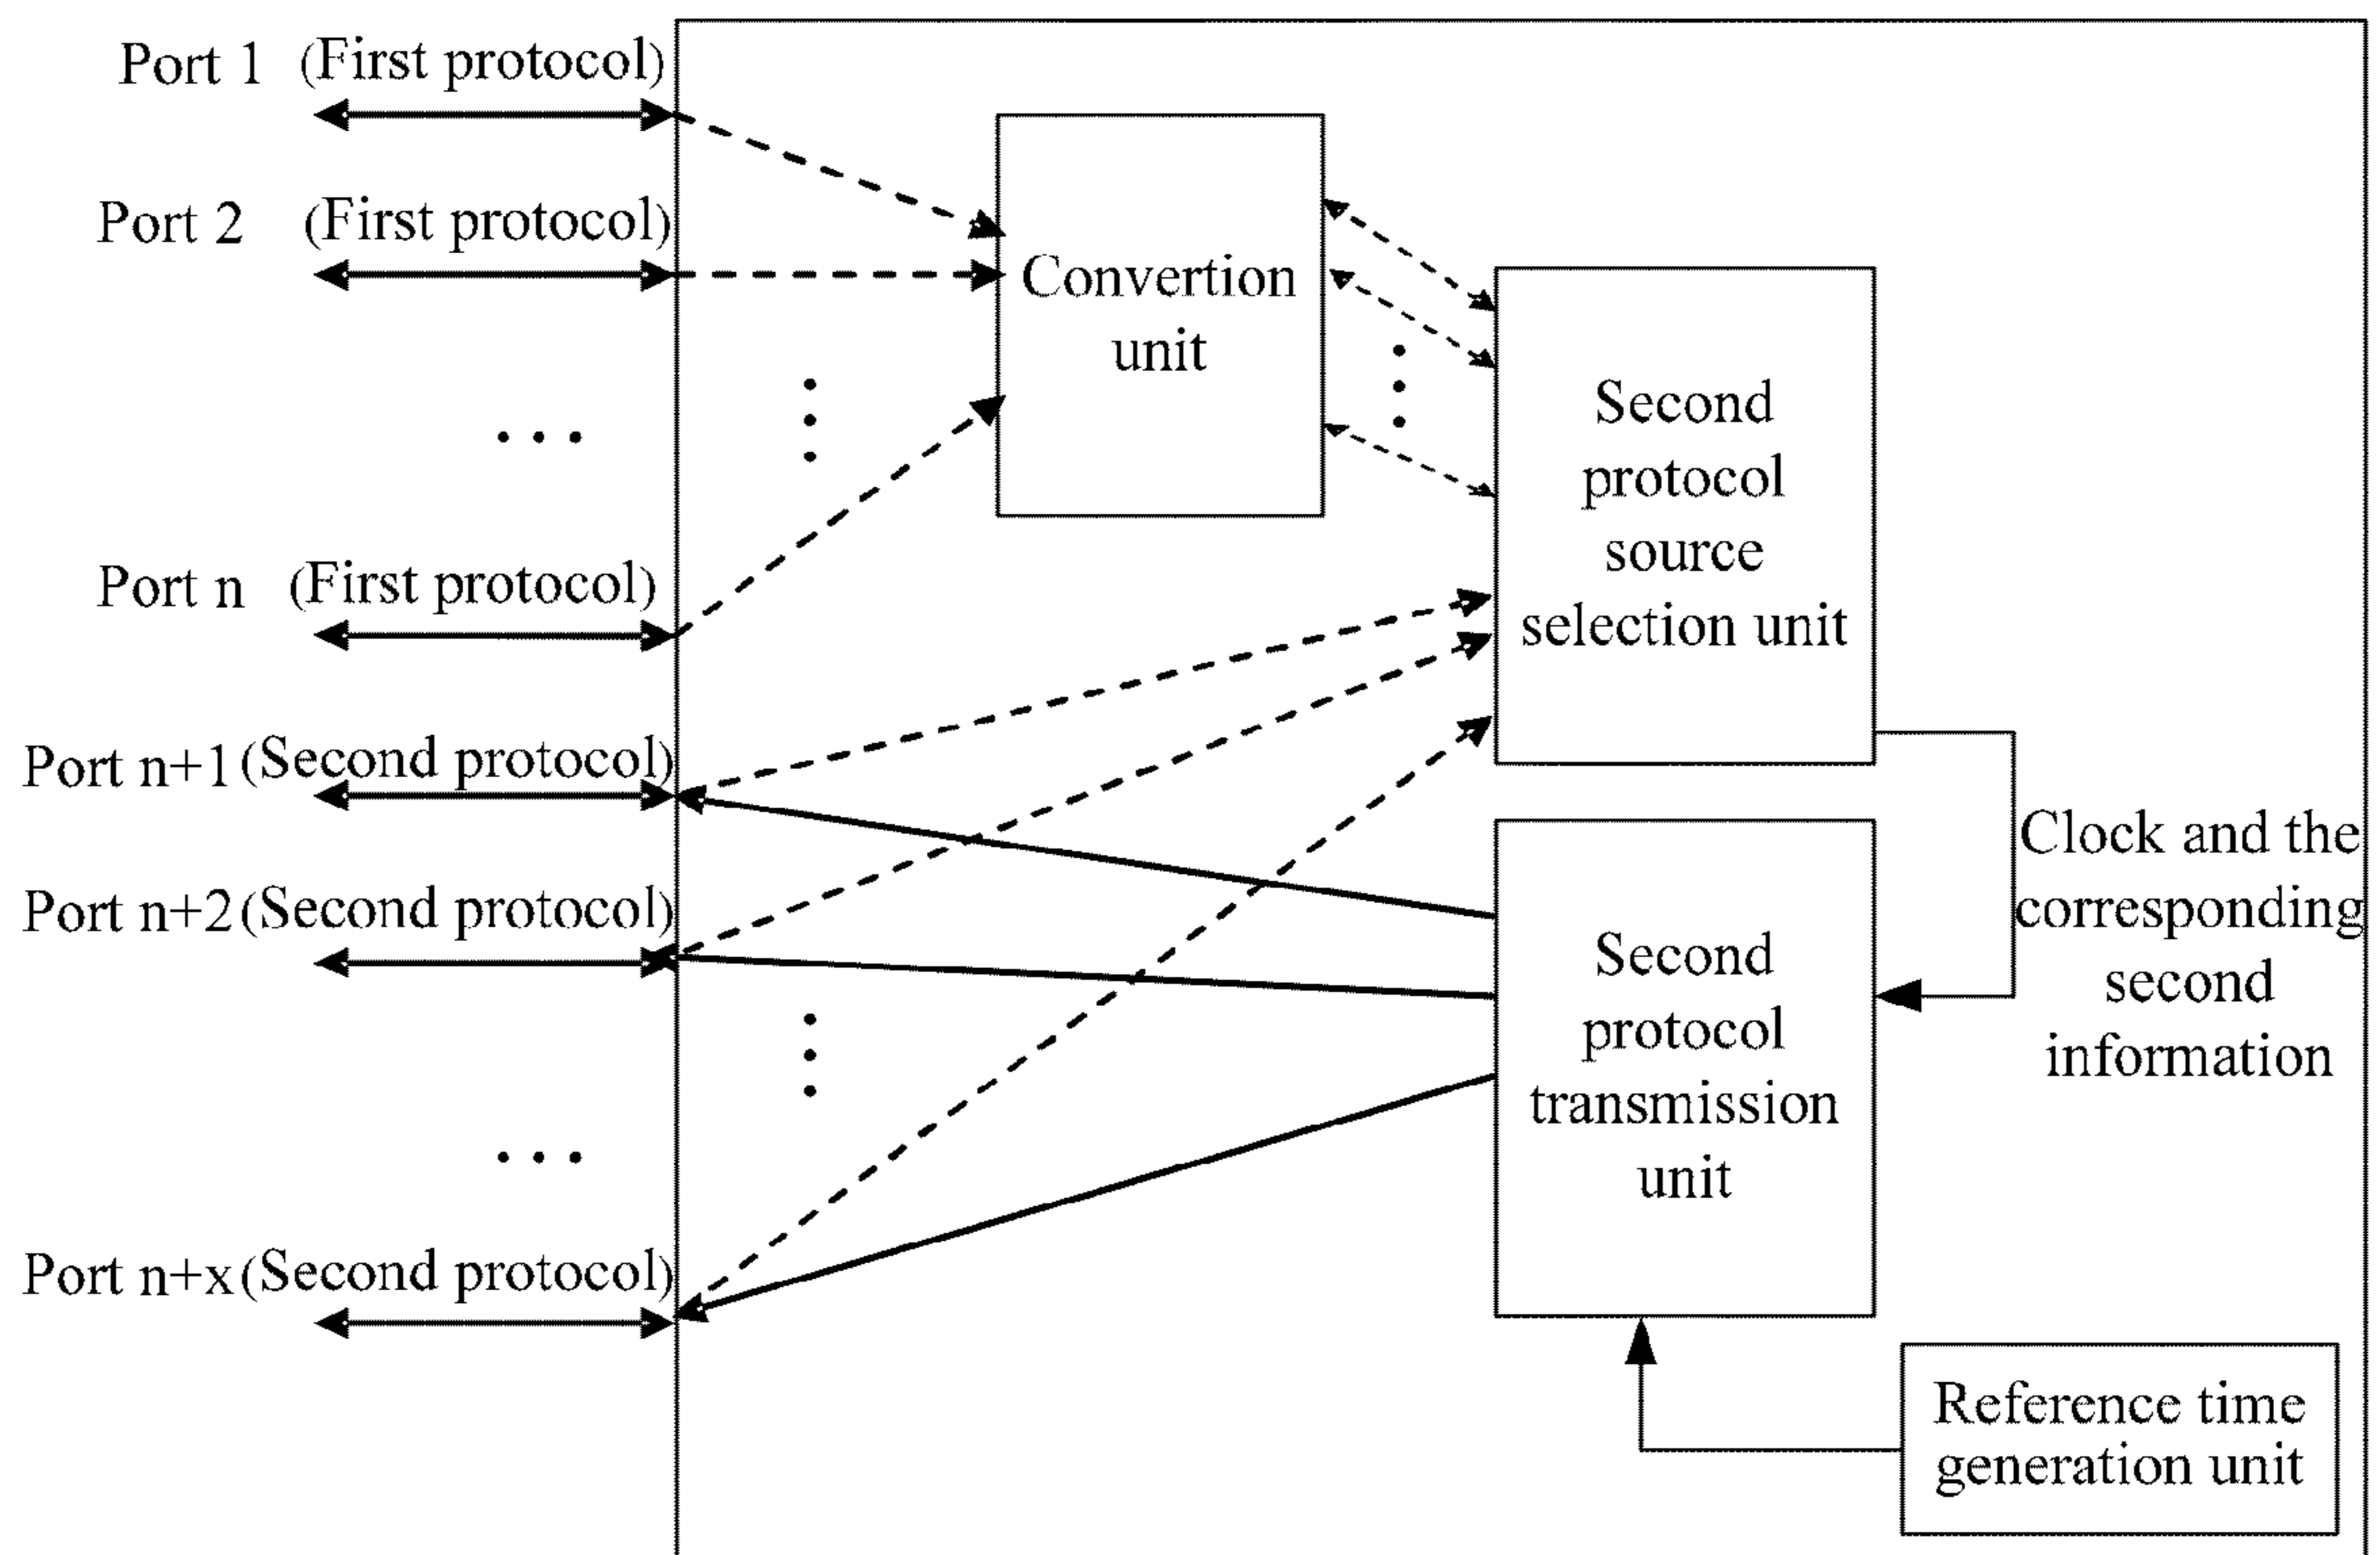 Port 1 (First protocol)
Port 2 (First protocol)
Convertion
unit
Second
protocol
source
selection unit
Port n (First protocol)
Port n+1 (Second protocol)
Port n+2 (Second protocol)
Clock and the
corresponding
second
information
Second
protocol
transmission
unit
Port n+x (Second protocol)
Reference time
generation unit